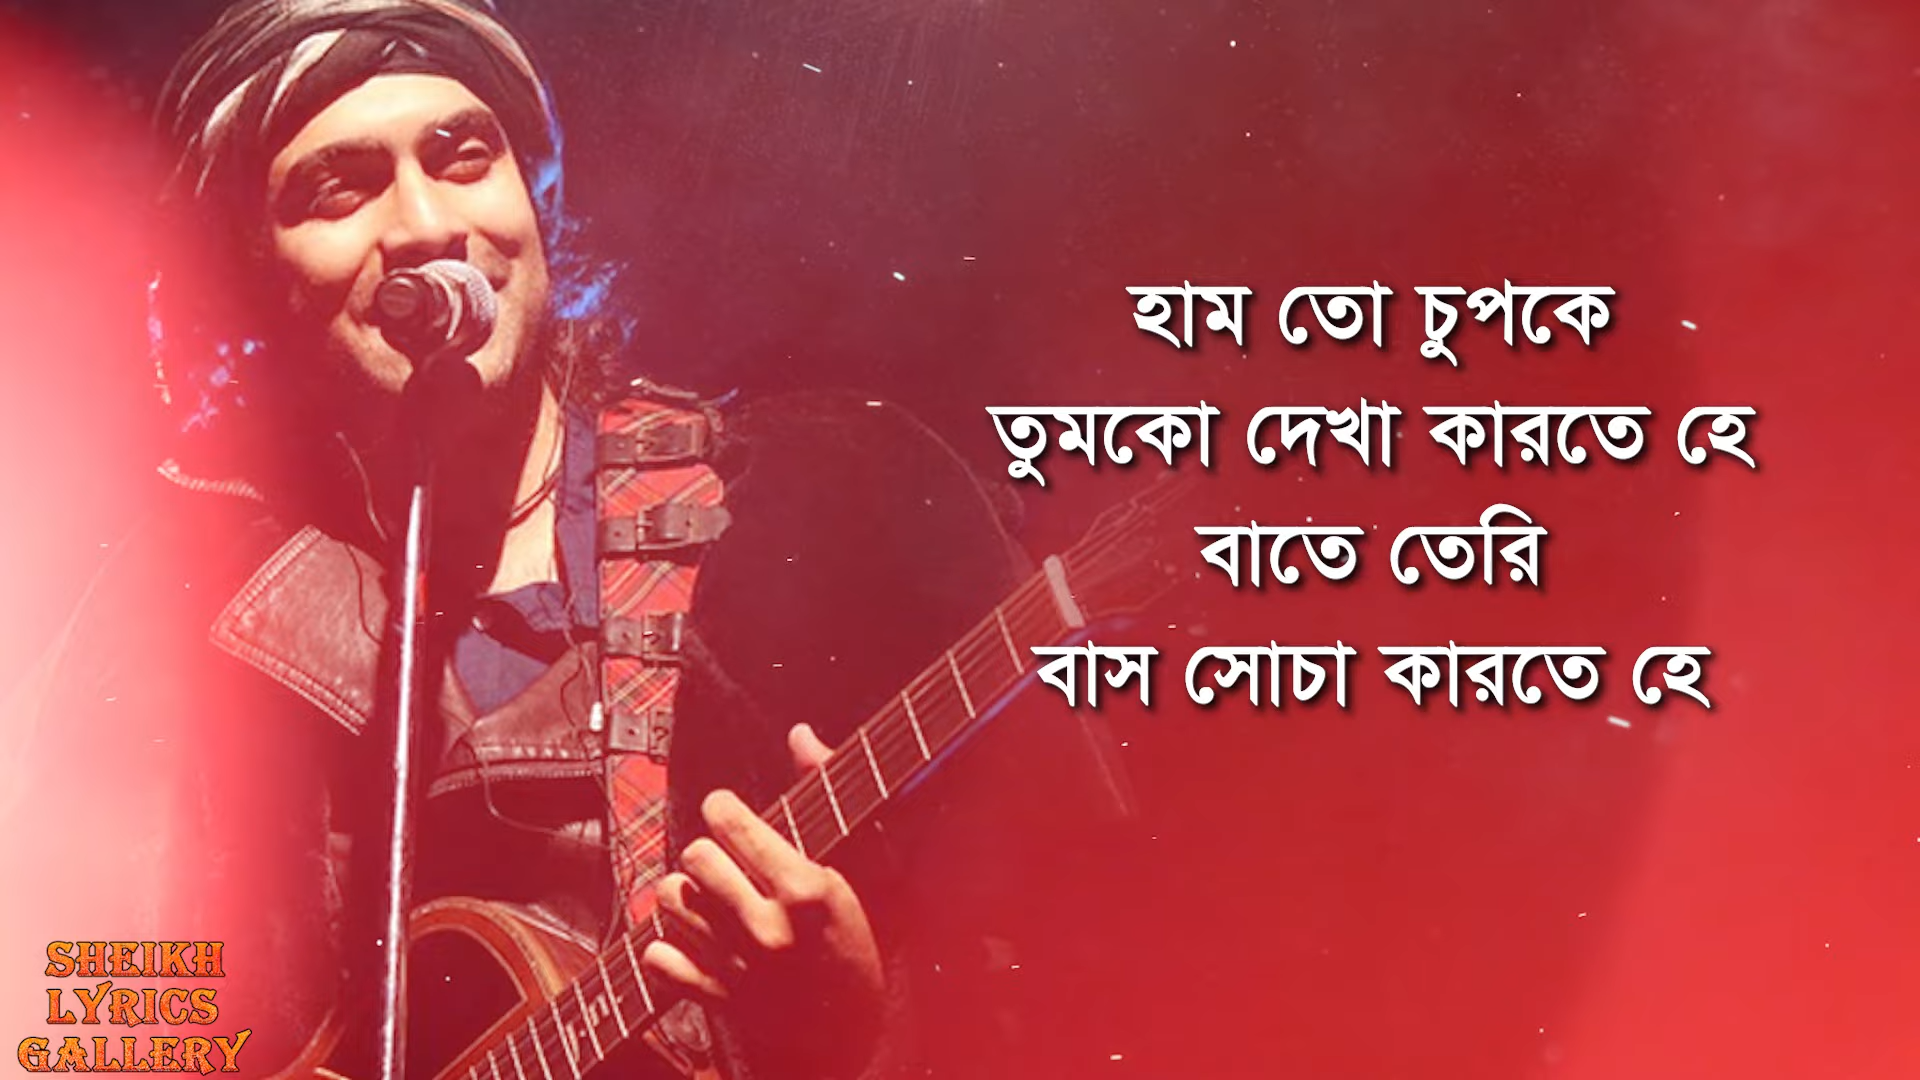 হাম তো চুপকে
তুমকো দেখা কারতে হে
বাতে তেরি
বাস সোচা কারতে হে
SHEIKH
LYRICS
GALLERY